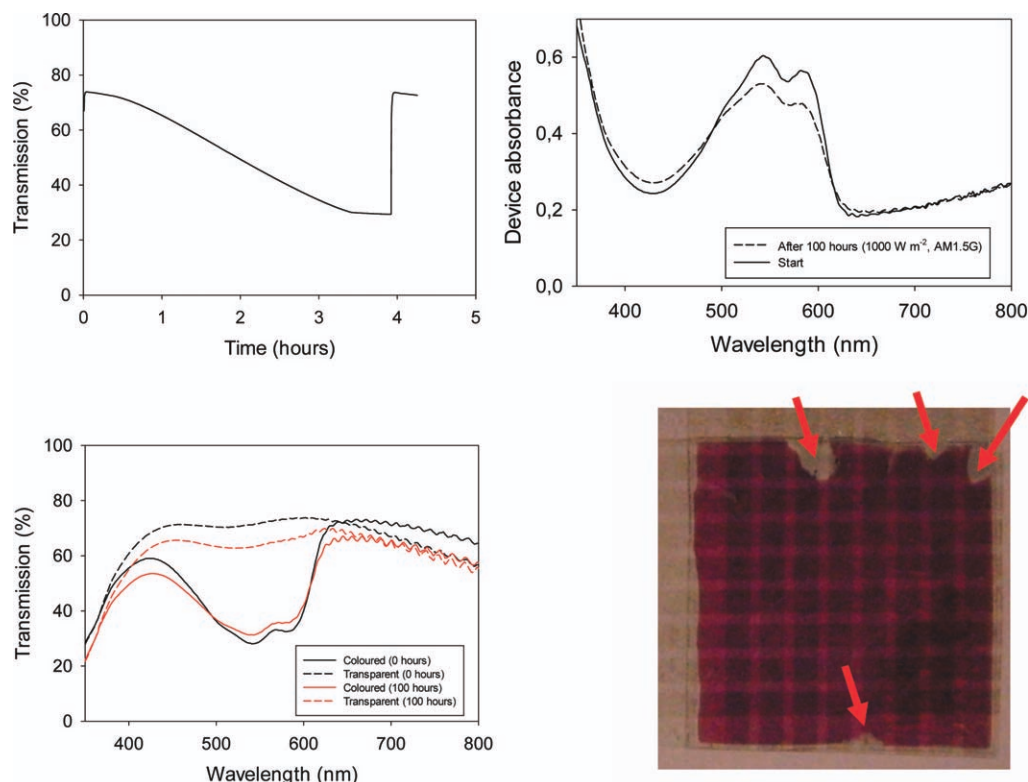 Transmission (%)
100
80
60
40
20
0
0
1
2
3
4
5
Time (hours)
Device absorbance
0,6
0,4
0,2
0,0
After 100 hours (1000 W m⁻², AM1.5G)
Start
400
500
600
700
800
Wavelength (nm)
Transmission (%)
100
80
60
40
20
0
Coloured (0 hours)
Transparent (0 hours)
Coloured (100 hours)
Transparent (100 hours)
400
500
600
700
800
Wavelength (nm)